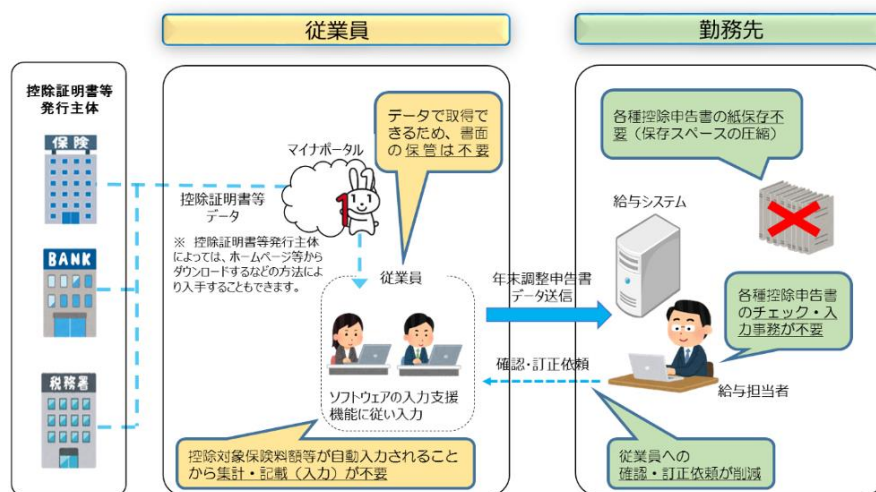 従業員
勤務先
控除証明書等
発行主体
保険
BANK
税務署
控除証明書等
データ
※ 控除証明書等発行主体
によっては、ホームページ等から
ダウンロードするなどの方法によ
り入手することもできます。
マイナポータル
1
データで取得で
きるため、書面
の保管は不要
従業員
ソフトウェアの入力支援
機能に従い入力
控除対象保険料額等が自動入力されること
から集計・記載（入力）が不要
年末調整申告書
データ送信
確認・訂正依頼
各種控除申告書の紙保存不
要（保存スペースの圧縮）
給与システム
各種控除申告書
のチェック・入
力事務が不要
給与担当者
従業員への
確認・訂正依頼が削減